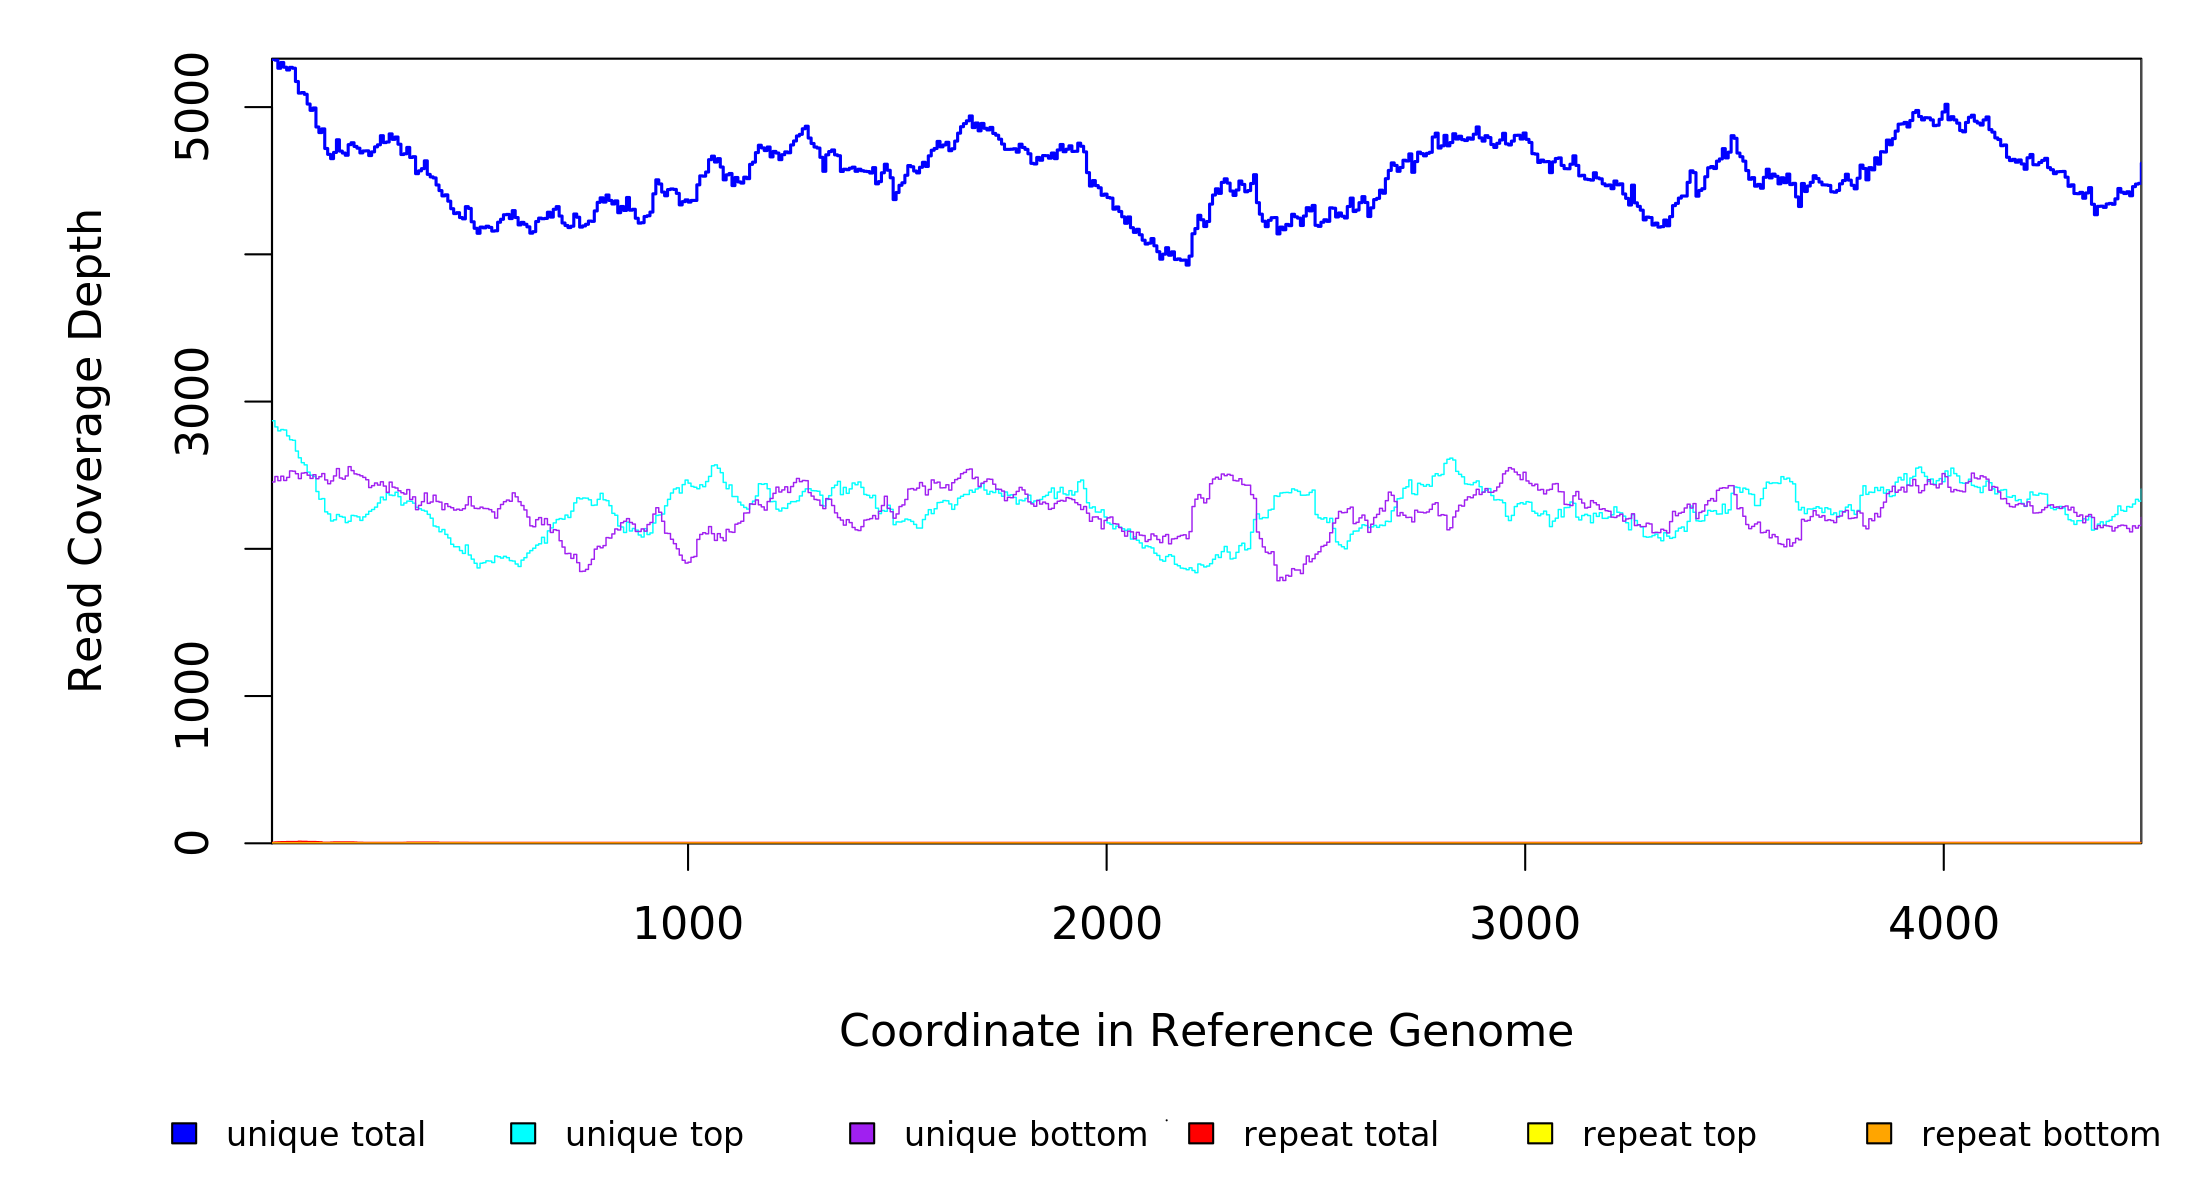 Read Coverage Depth
5000
3000
1000
0
1000 2000 3000 4000
Coordinate in Reference Genome
unique total unique top unique bottom repeat total repeat top repeat bottom